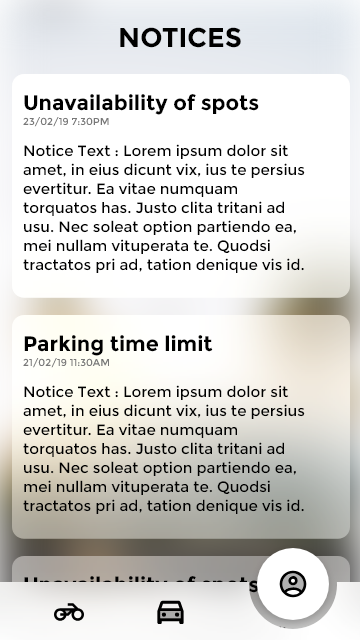 NOTICES
Unavailability of spots
23/02/19 7:30PM
Notice Text : Lorem ipsum dolor sit
amet, in eius dicunt vix, ius te persius
evertitur. Ea vitae numquam
torquatos has. Justo clita tritani ad
usu. Nec soleat option partiendo ea,
mei nullam vituperata te. Quodsi
tractatos pri ad, tation denique vis id.
Parking time limit
21/02/19 11:30AM
Notice Text : Lorem ipsum dolor sit
amet, in eius dicunt vix, ius te persius
evertitur. Ea vitae numquam
torquatos has. Justo clita tritani ad
usu. Nec soleat option partiendo ea,
mei nullam vituperata te. Quodsi
tractatos pri ad, tation denique vis id.
Unavailability of spots